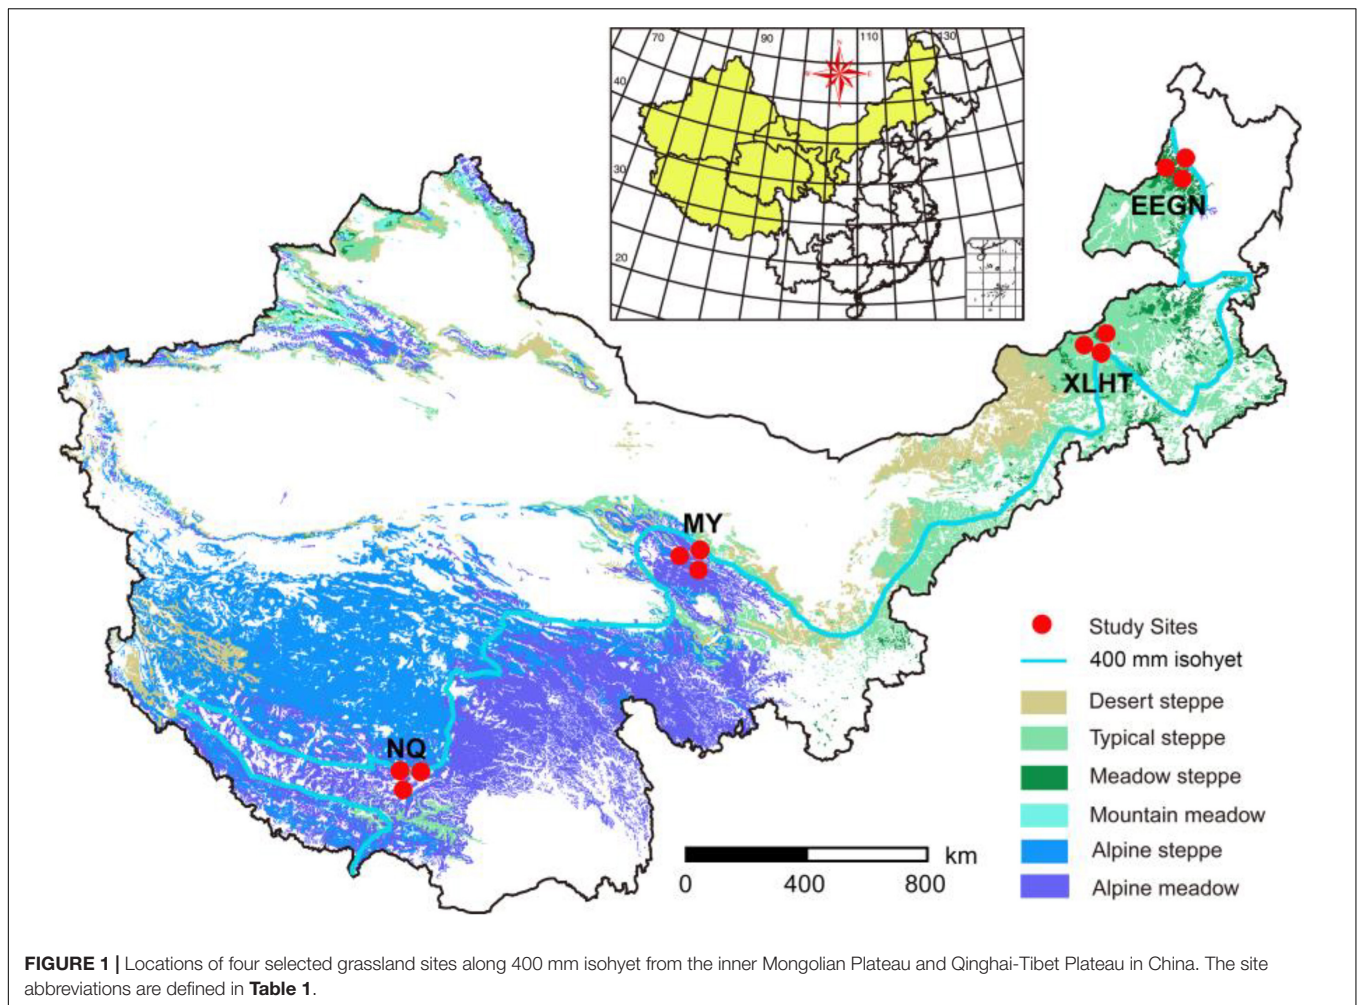 70
90
110
130
N
40
30
20
EEGN
XLHT
MY
NQ
Study Sites
400 mm isohyet
Desert steppe
Typical steppe
Meadow steppe
Mountain meadow
Alpine steppe
Alpine meadow
km
0 400 800
FIGURE 1 | Locations of four selected grassland sites along 400 mm isohyet from the inner Mongolian Plateau and Qinghai-Tibet Plateau in China. The site
abbreviations are defined in Table 1.